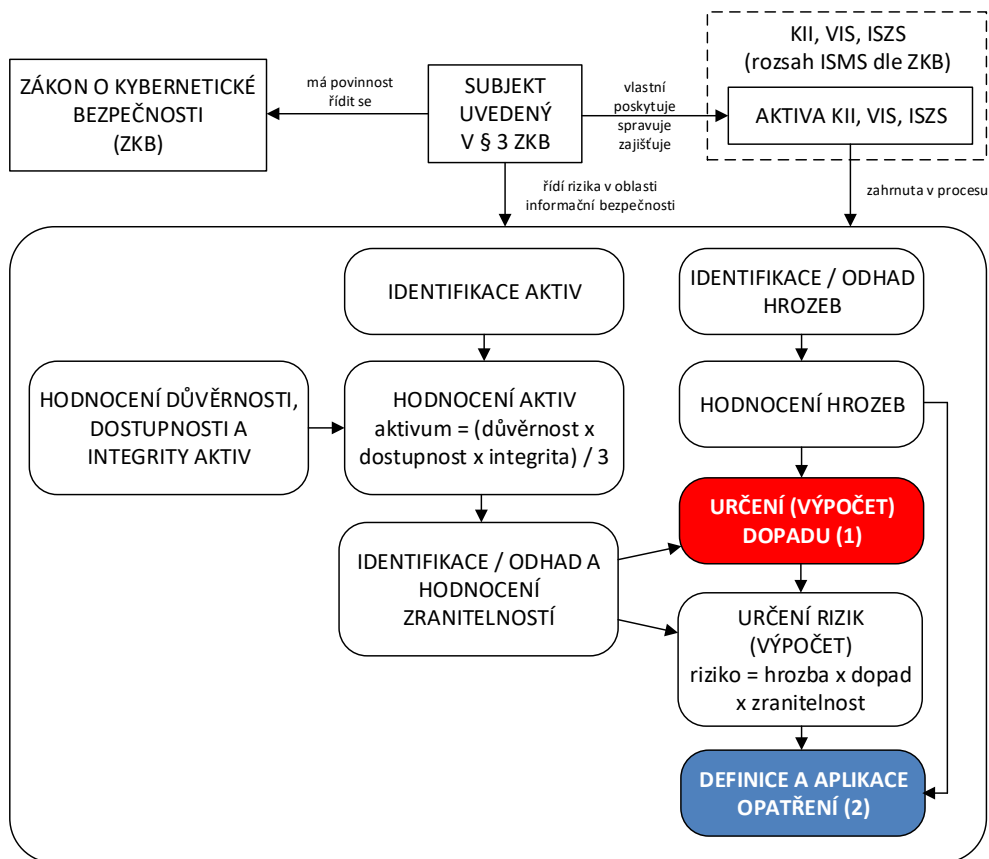 ZÁKON O KYBERNETICKÉ
BEZPEČNOSTI
(ZKB)
má povinnost
řídit se
SUBJEKT
UVEDENÝ
V § 3 ZKB
vlastní
poskytuje
spravuje
zajišťuje
KII, VIS, ISZS
(rozsah ISMS dle ZKB)
AKTIVA KII, VIS, ISZS
řídí rizika v oblasti
informační bezpečnosti
zahrnuta v procesu
IDENTIFIKACE AKTIV
IDENTIFIKACE / ODHAD
HROZEB
HODNOCENÍ DŮVĚRNOSTI,
DOSTUPNOSTI A
INTEGRITY AKTIV
HODNOCENÍ AKTIV
aktivum = (důvěrnost x
dostupnost x integrita) / 3
HODNOCENÍ HROZEB
URČENÍ (VÝPOČET)
DOPADU (1)
IDENTIFIKACE / ODHAD A
HODNOCENÍ
ZRANITELNOSTÍ
URČENÍ RIZIK
(VÝPOČET)
riziko = hrozba x dopad
x zranitelnost
DEFINICE A APLIKACE
OPATŘENÍ (2)